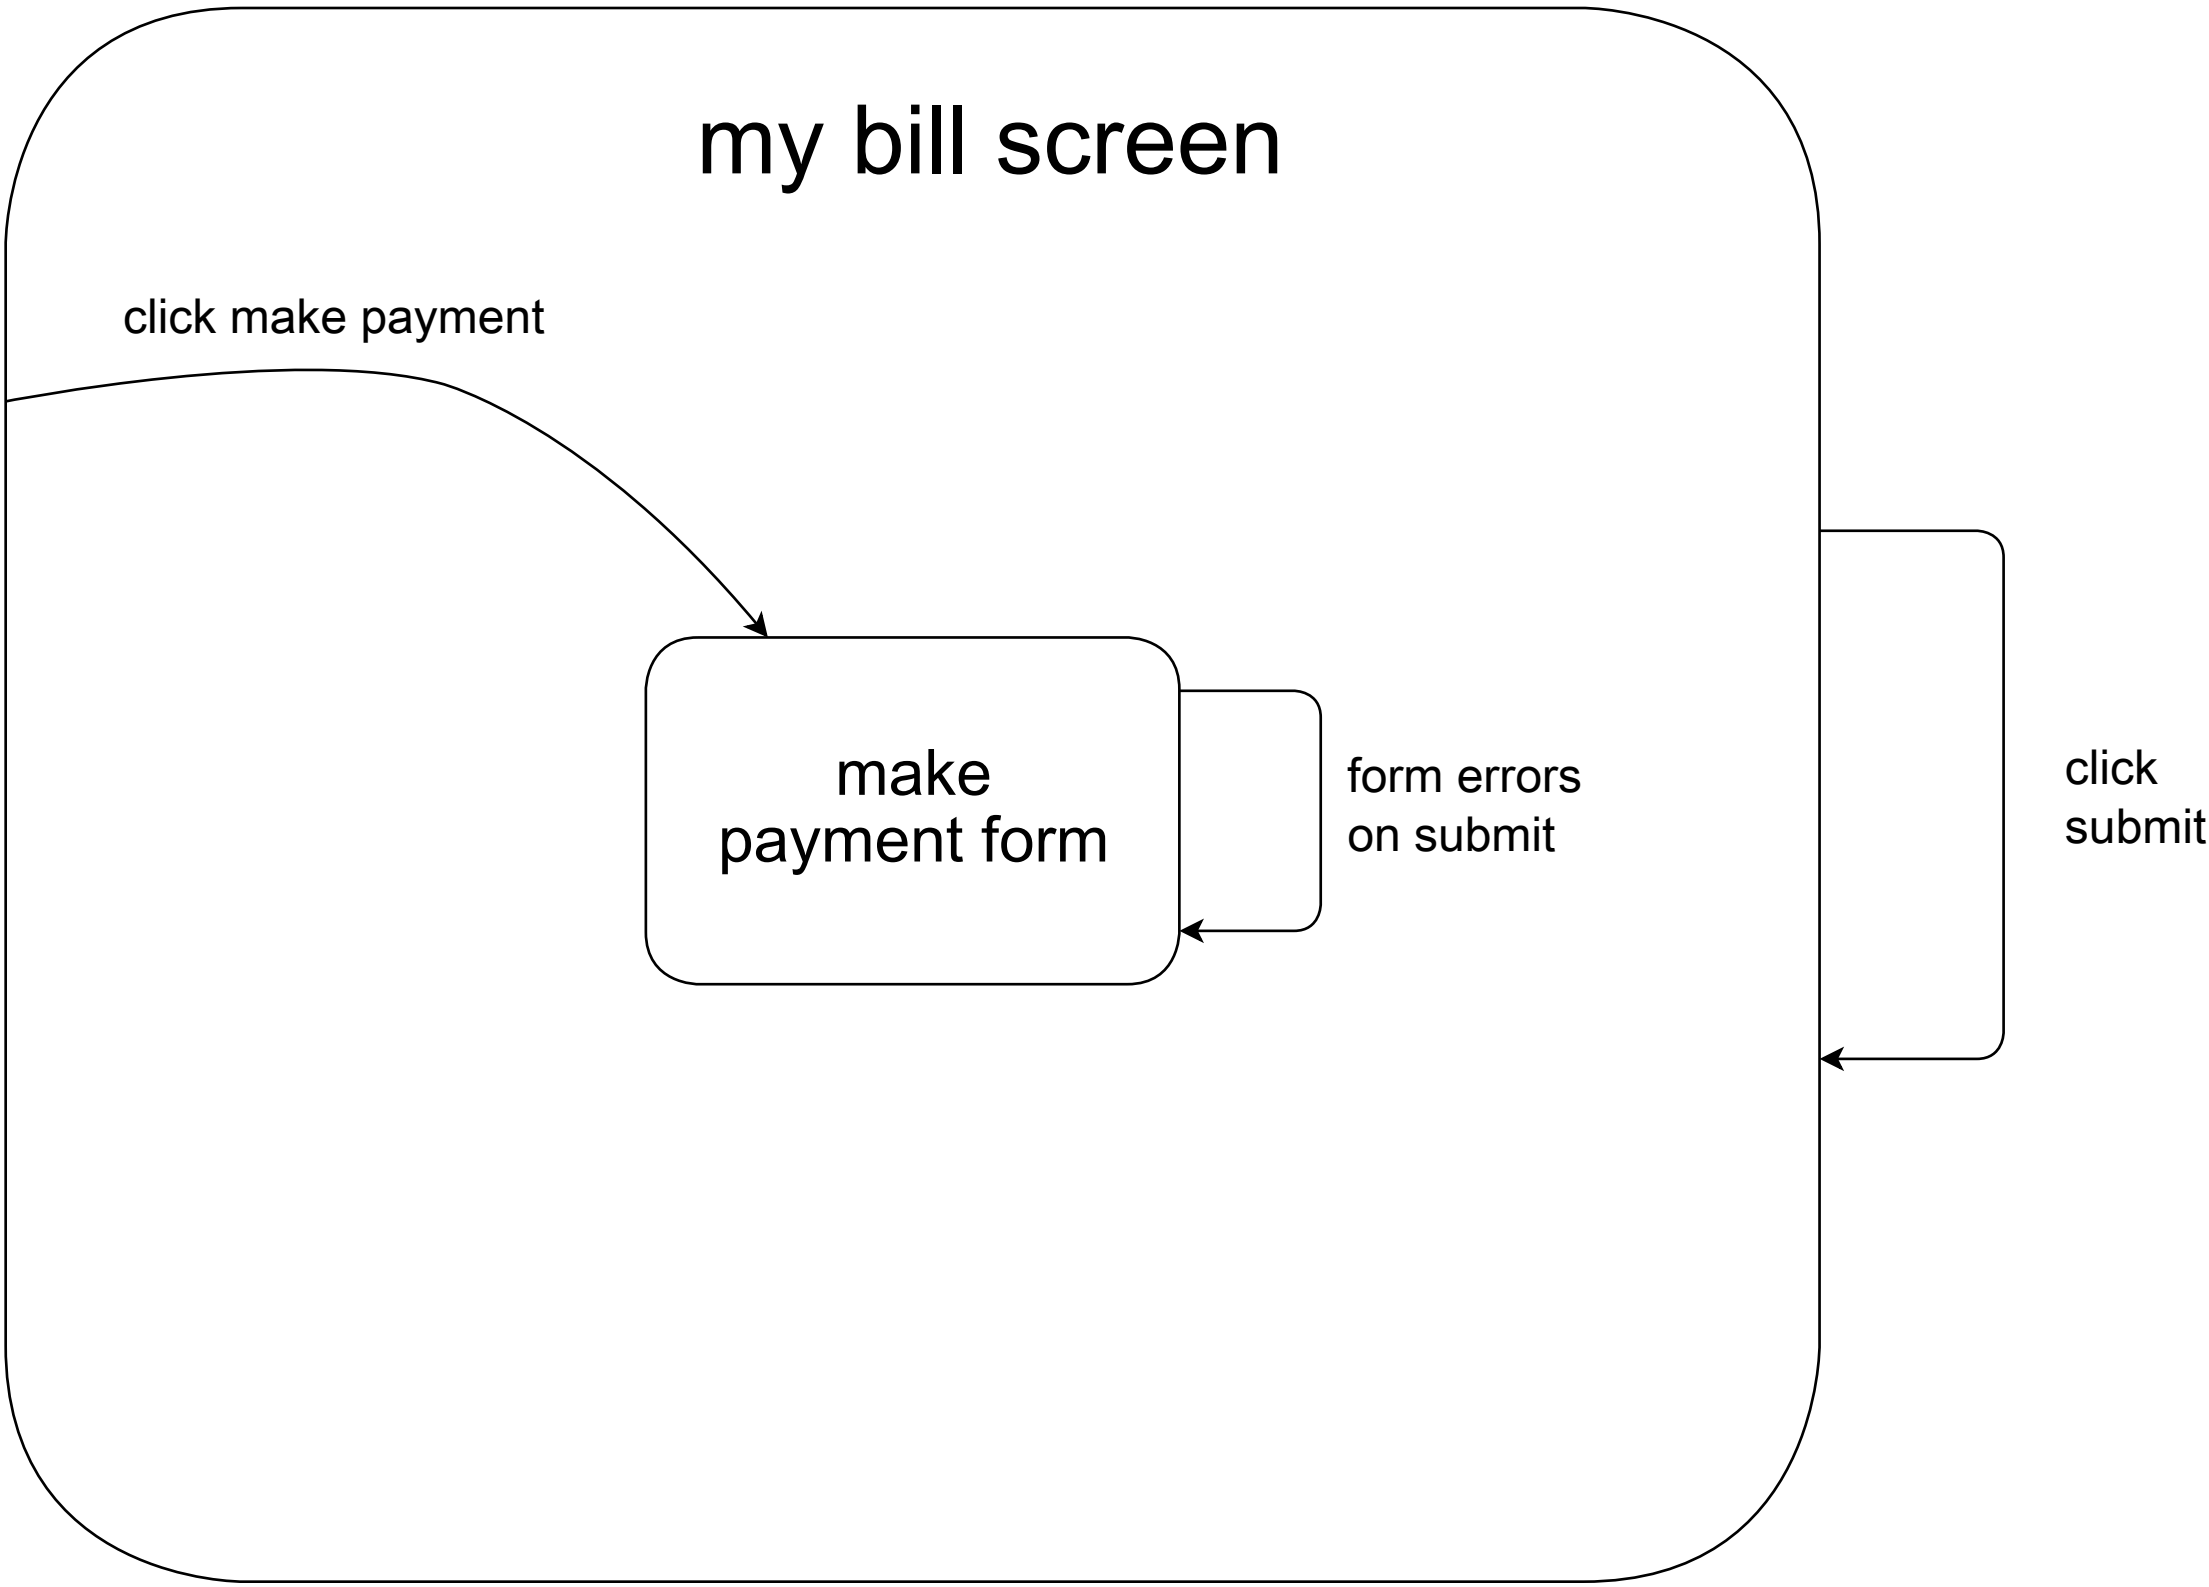 my bill screen
click make payment
make
payment form
form errors
on submit
click
submit